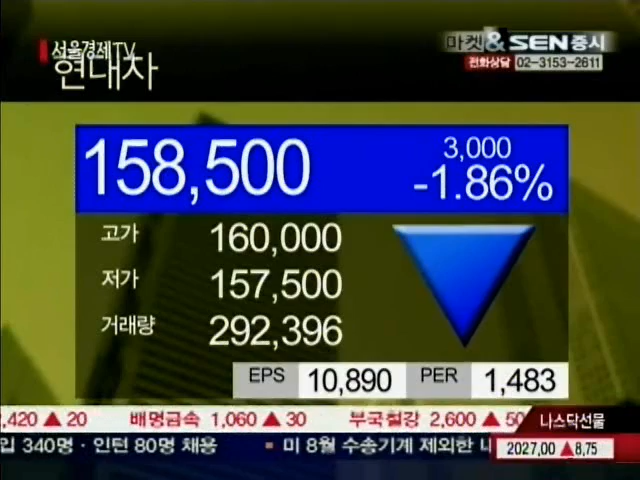 서울경제TV
마켓&SEN증시
전화상담 02-3153-2611
현대차
158,500
3,000
-1.86%
고가 160,000
저가 157,500
거래량 292,396
EPS 10,890 PER 1,483
,420 ▲ 20 배명금속 1,060 ▲ 30 부국철강 2,600 ▲ 50
나스닥선물
입 340명 · 인턴 80명 채용 ▪ 미 8월 수송기계 제외한 내
2027,00 ▲8,75